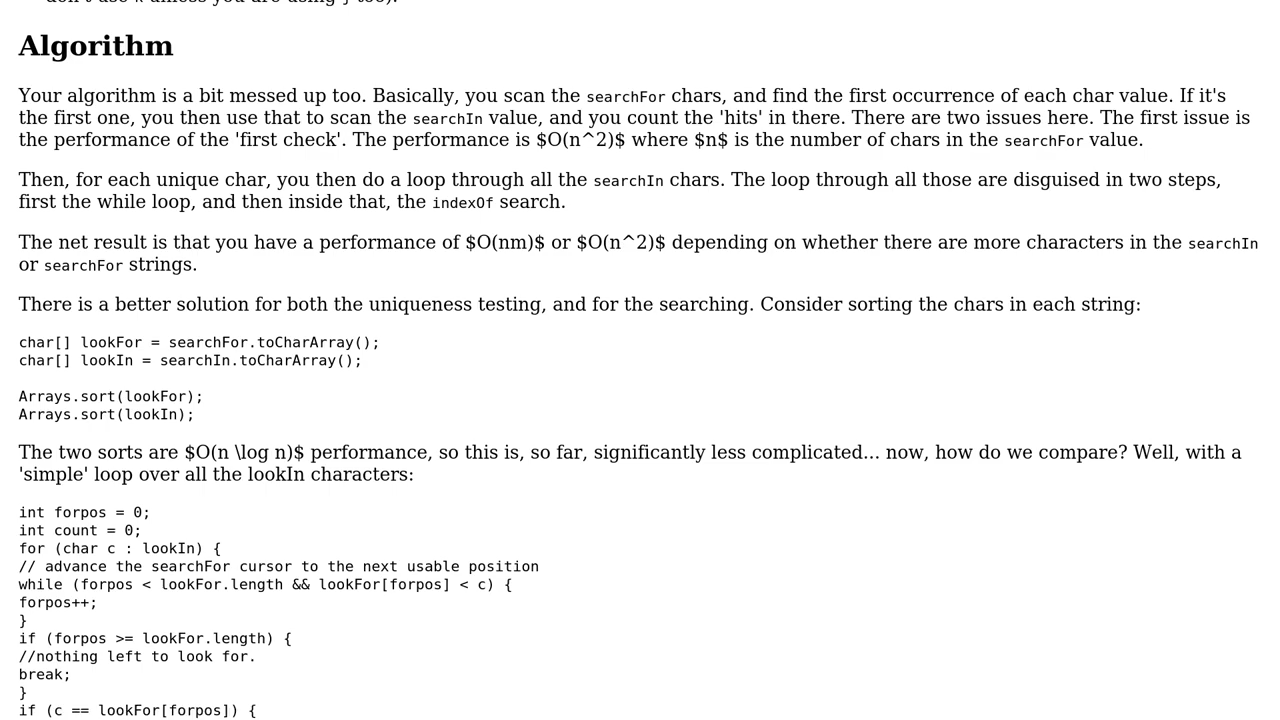 don't use k unless you are using j too).
Algorithm
Your algorithm is a bit messed up too. Basically, you scan the searchFor chars, and find the first occurrence of each char value. If it's
the first one, you then use that to scan the searchIn value, and you count the 'hits' in there. There are two issues here. The first issue is
the performance of the 'first check'. The performance is $O(n^2)$ where $n$ is the number of chars in the searchFor value.
Then, for each unique char, you then do a loop through all the searchIn chars. The loop through all those are disguised in two steps,
first the while loop, and then inside that, the indexOf search.
The net result is that you have a performance of $O(nm)$ or $O(n^2)$ depending on whether there are more characters in the searchIn
or searchFor strings.
There is a better solution for both the uniqueness testing, and for the searching. Consider sorting the chars in each string:
char[] lookFor = searchFor.toCharArray();
char[] lookIn = searchIn.toCharArray();
Arrays.sort(lookFor);
Arrays.sort(lookIn);
The two sorts are $O(n \log n)$ performance, so this is, so far, significantly less complicated... now, how do we compare? Well, with a
'simple' loop over all the lookIn characters:
int forpos = 0;
int count = 0;
for (char c : lookIn) {
// advance the searchFor cursor to the next usable position
while (forpos < lookFor.length && lookFor[forpos] < c) {
forpos++;
}
if (forpos >= lookFor.length) {
//nothing left to look for.
break;
}
if (c == lookFor[forpos]) {